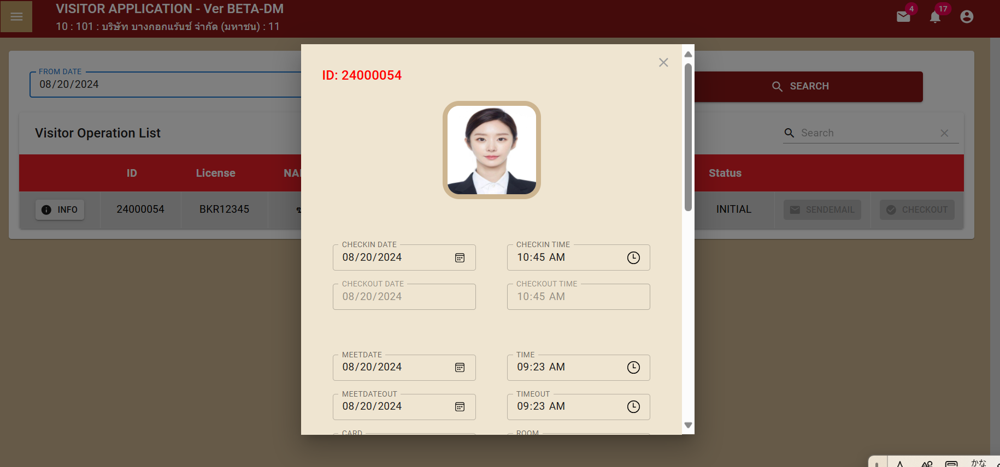 VISITOR APPLICATION - Ver BETA-DM
10 : 101 : บริษัท บางกอกแร้นช์ จำกัด (มหาชน) : 11
4
17
FROM DATE
08/20/2024
SEARCH
Visitor Operation List
Search
ID
License
Status
INFO
24000054
BKR12345
INITIAL
SENDEMAIL
CHECKOUT
ID: 24000054
CHECKIN DATE
08/20/2024
CHECKIN TIME
10:45 AM
CHECKOUT DATE
08/20/2024
CHECKOUT TIME
10:45 AM
MEETDATE
08/20/2024
TIME
09:23 AM
MEETDATEOUT
08/20/2024
TIMEOUT
09:23 AM
CARD
ROOM
かな